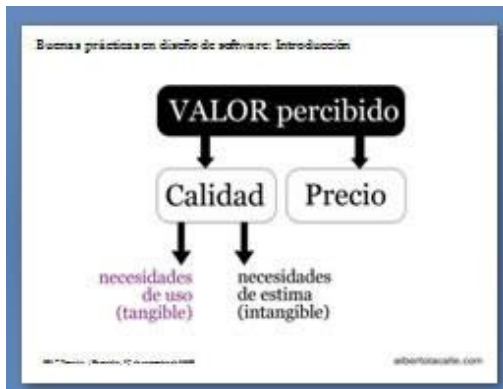 Buenas prácticas en diseño de software: Introducción
VALOR percibido
Calidad
Precio
necesidades
de uso
(tangible)
necesidades
de estima
(intangible)
albertolacalle.com